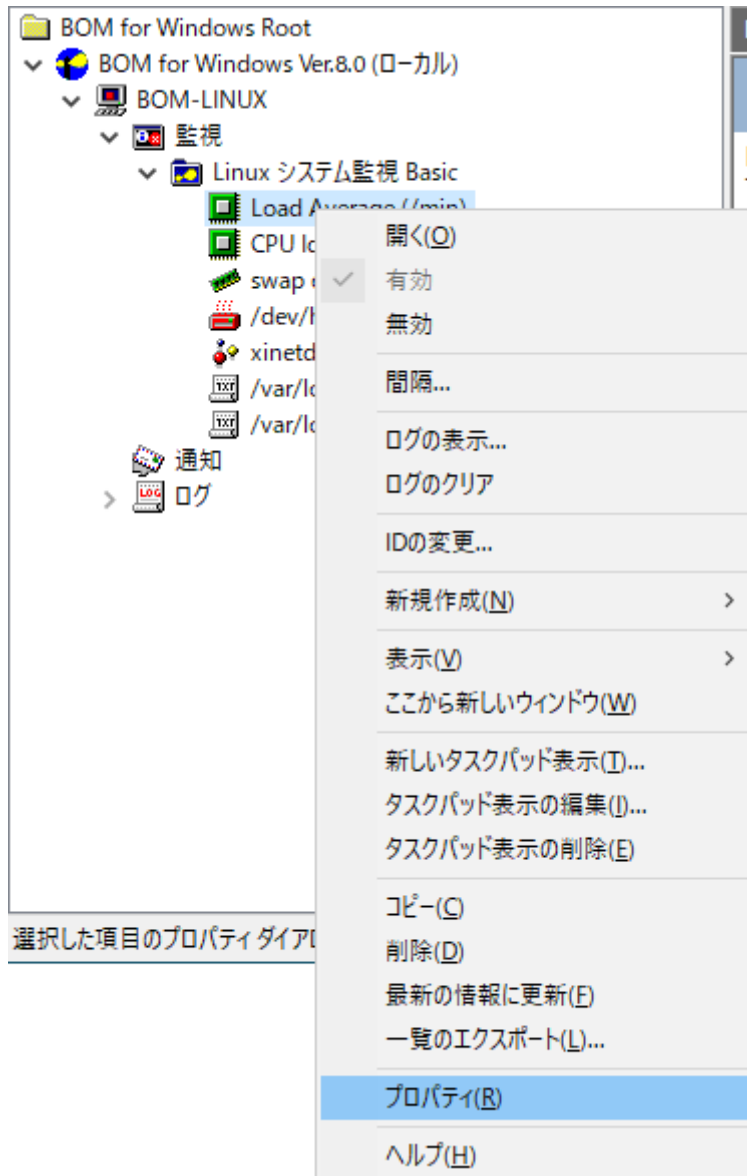 BOM for Windows Root
BOM for Windows Ver.8.0 (ローカル)
BOM-LINUX
監視
Linux システム監視 Basic
Load Average (/min)
CPU
swap
/dev/
xinetd
/var/
/var/
通知
ログ
選択した項目のプロパティ
開く(O)
有効
無効
間隔...
ログの表示...
ログのクリア
IDの変更...
新規作成(N)
表示(V)
ここから新しいウィンドウ(W)
新しいタスクパッド表示(T)...
タスクパッド表示の編集(I)...
タスクパッド表示の削除(E)
コピー(C)
削除(D)
最新の情報に更新(F)
一覧のエクスポート(L)...
プロパティ(R)
ヘルプ(H)